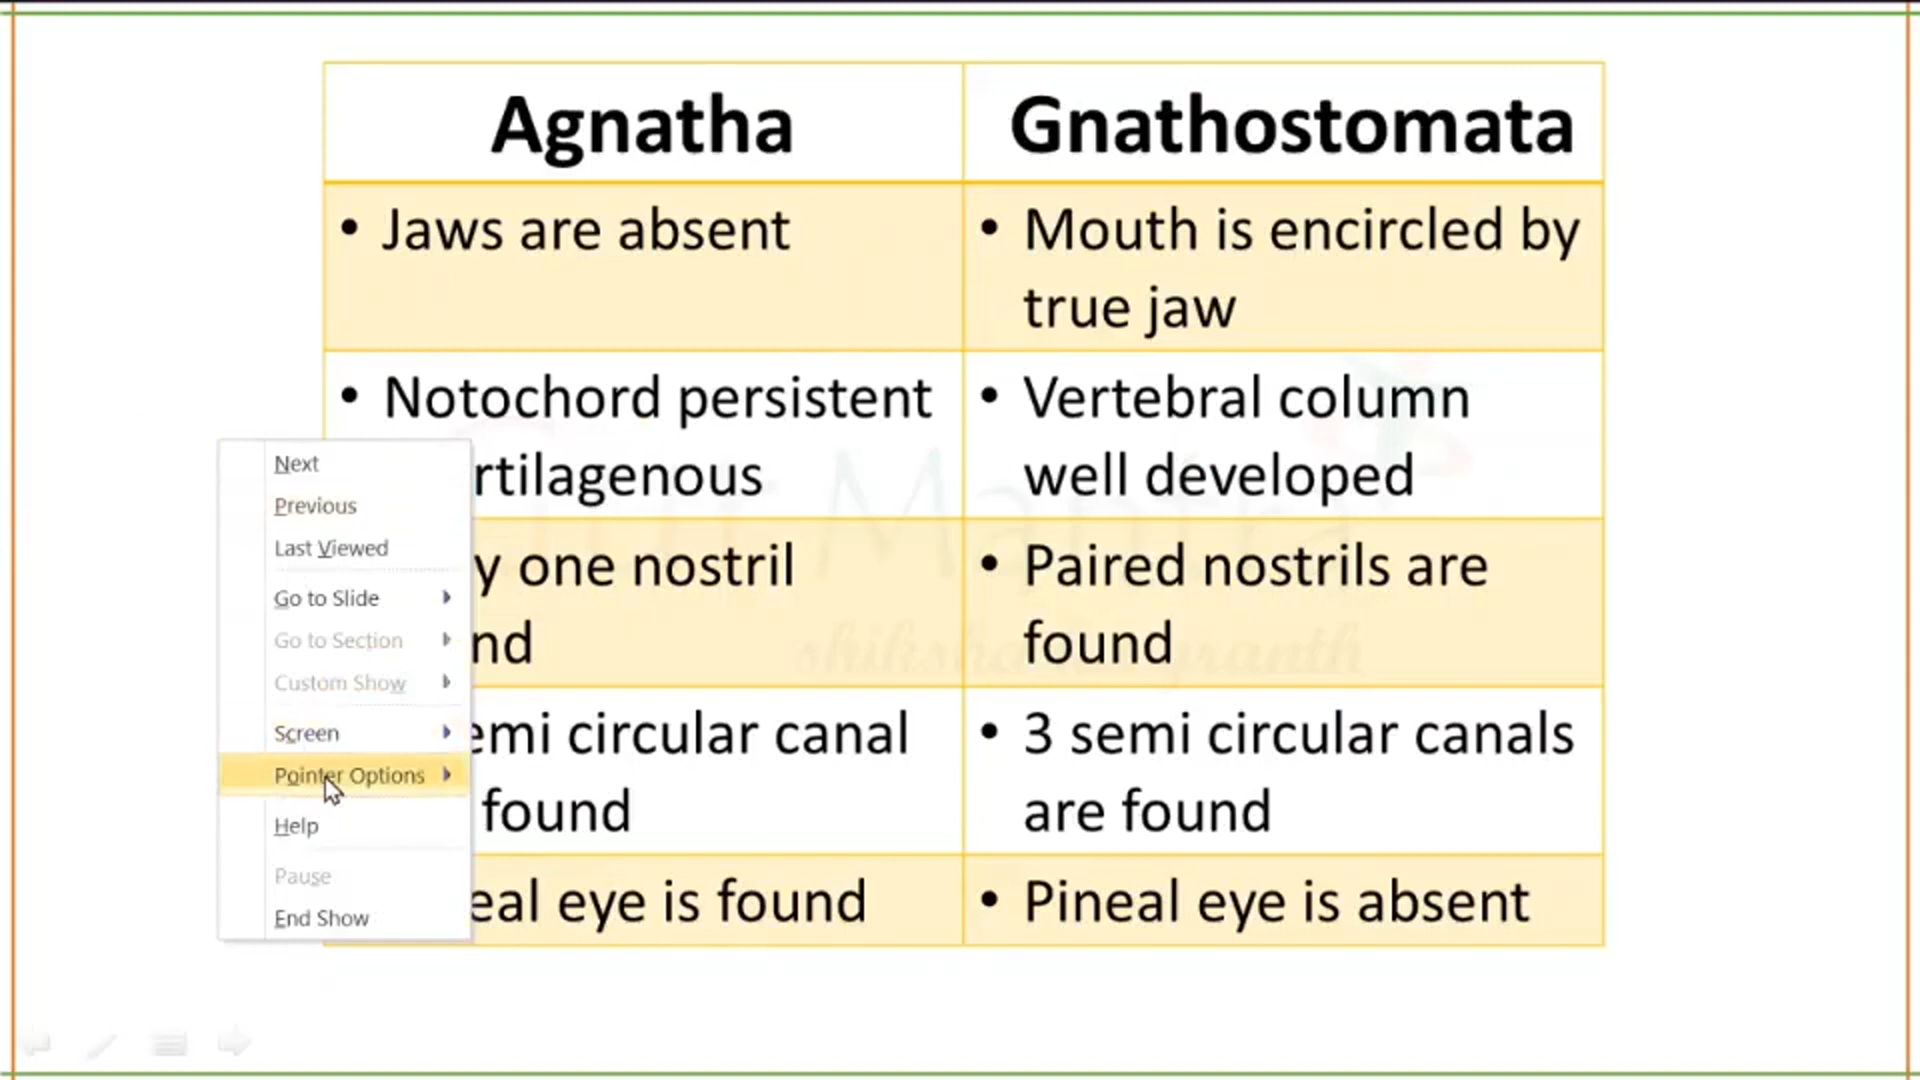 Agnatha
Gnathostomata
• Jaws are absent
• Mouth is encircled by
true jaw
• Notochord persistent
rtilagenous
• Vertebral column
well developed
y one nostril
nd
• Paired nostrils are
found
emi circular canal
found
• 3 semi circular canals
are found
eal eye is found
• Pineal eye is absent
Next
Previous
Last Viewed
Go to Slide
Go to Section
Custom Show
Screen
Pointer Options
Help
Pause
End Show
Mantra